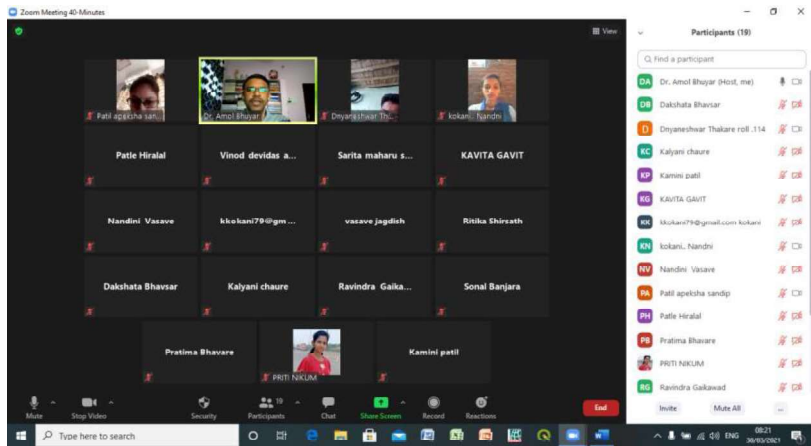 Zoom Meeting 40-Minutes
View
Patil apeksha san...
Dr. Amol Bhuyar
Dnyaneshwar Th...
kokani.. Nandni
Patle Hiralal
Vinod devidas a...
Sarita maharu s...
KAVITA GAVIT
Nandini Vasave
kkokani79@gm...
vasave jagdish
Ritika Shirsath
Dakshata Bhavsar
Kalyani chaure
Ravindra Gaika...
Sonal Banjara
Pratima Bhavare
PRITI NIKUM
Kamini patil
Mute
Stop Video
Security
Participants
19
Chat
Share Screen
Record
Reactions
End
Participants (19)
Find a participant
DA Dr. Amol Bhuyar (Host, me)
DB Dakshata Bhavsar
D Dnyaneshwar Thakare roll .114
KC Kalyani chaure
KP Kamini patil
KG KAVITA GAVIT
KK kkokani79@gmail.com kokani
KN kokani.. Nandni
NV Nandini Vasave
PA Patil apeksha sandip
PH Patle Hiralal
PB Pratima Bhavare
PRITI NIKUM
RG Ravindra Gaikawad
Invite
Mute All
...
Type here to search
ENG
08:21
30/03/2021